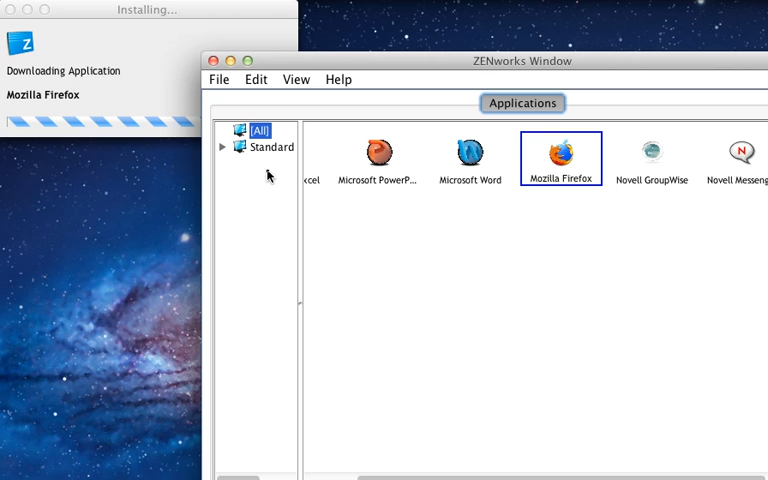 Installing...
Downloading Application
Mozilla Firefox
ZENworks Window
File Edit View Help
Applications
[All]
Standard
xcel
Microsoft PowerP...
Microsoft Word
Mozilla Firefox
Novell GroupWise
Novell Messeng